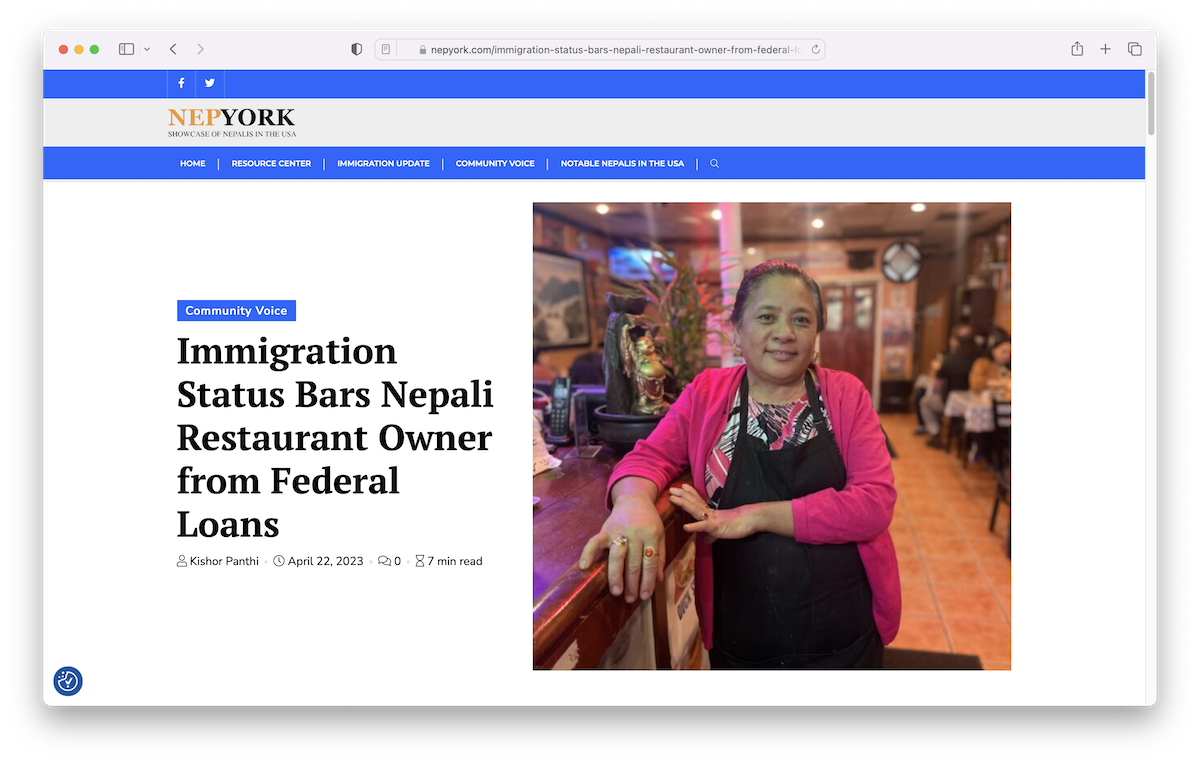 nepyork.com/immigration-status-bars-nepali-restaurant-owner-from-federal-l
NEPYORK
SHOWCASE OF NEPALIS IN THE USA
HOME
RESOURCE CENTER
IMMIGRATION UPDATE
COMMUNITY VOICE
NOTABLE NEPALIS IN THE USA
Community Voice
Immigration
Status Bars Nepali
Restaurant Owner
from Federal
Loans
Kishor Panthi
April 22, 2023
0
7 min read